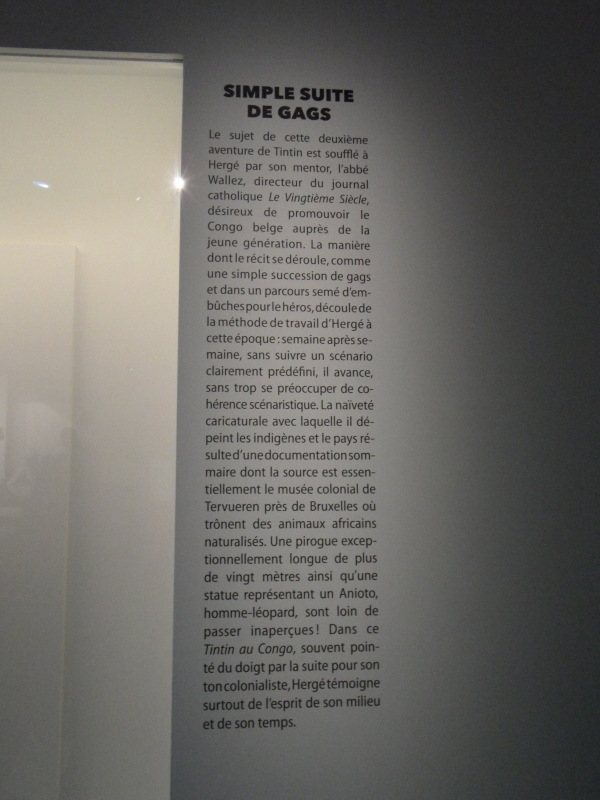 SIMPLE SUITE
DE GAGS
Le sujet de cette deuxième
aventure de Tintin est soufflé à
Hergé par son mentor, l'abbé
Wallez, directeur du journal
catholique Le Vingtième Siècle,
désireux de promouvoir le
Congo belge auprès de la
jeune génération. La manière
dont le récit se déroule, comme
une simple succession de gags
et dans un parcours semé d'em-
bûches pour le héros, découle de
la méthode de travail d'Hergé à
cette époque : semaine après se-
maine, sans suivre un scénario
clairement prédéfini, il avance,
sans trop se préoccuper de co-
hérence scénaristique. La naïveté
caricaturale avec laquelle il dé-
peint les indigènes et le pays ré-
sulte d'une documentation som-
maire dont la source est essen-
tiellement le musée colonial de
Tervueren près de Bruxelles où
trônent des animaux africains
naturalisés. Une pirogue excep-
tionnellement longue de plus
de vingt mètres ainsi qu'une
statue représentant un Anioto,
homme-léopard, sont loin de
passer inaperçues ! Dans ce
Tintin au Congo, souvent poin-
té du doigt par la suite pour son
ton colonialiste, Hergé témoigne
surtout de l'esprit de son milieu
et de son temps.